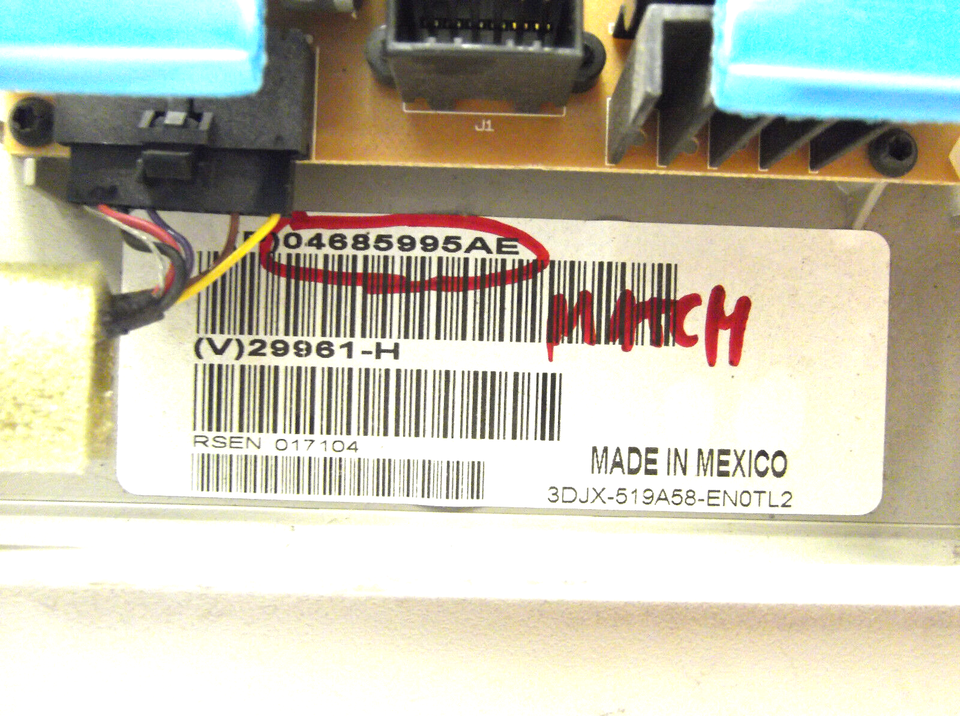 J1
(P)04685995AE
MATCH
(V)29961-H
RSEN 017104
MADE IN MEXICO
3DJX-519A58-EN0TL2